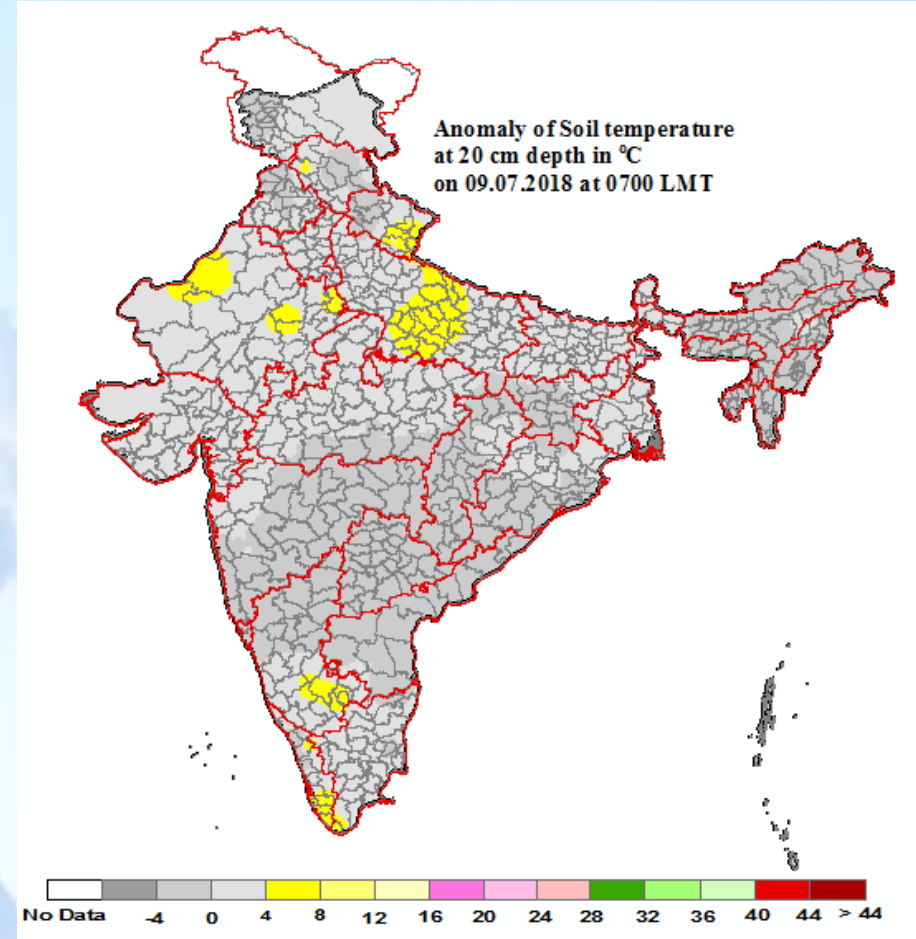 Anomaly of Soil temperature
at 20 cm depth in ⁰C
on 09.07.2018 at 0700 LMT
No Data -4 0 4 8 12 16 20 24 28 32 36 40 44 > 44